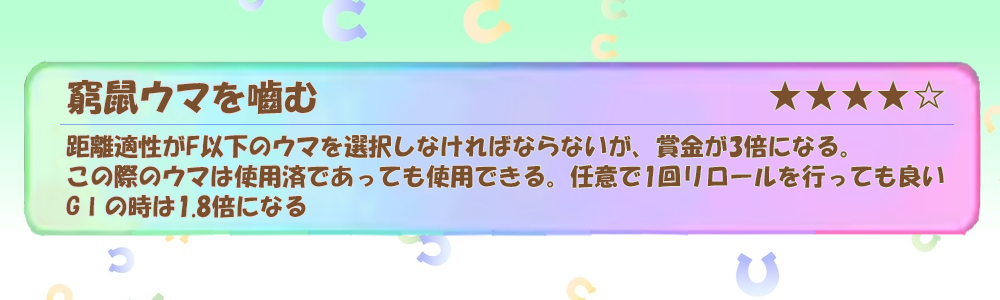 窮鼠ウマを嚙む
★★★★☆
距離適性がF以下のウマを選択しなければならないが、賞金が3倍になる。
この際のウマは使用済であっても使用できる。任意で1回リロールを行っても良い
GⅠの時は1.8倍になる